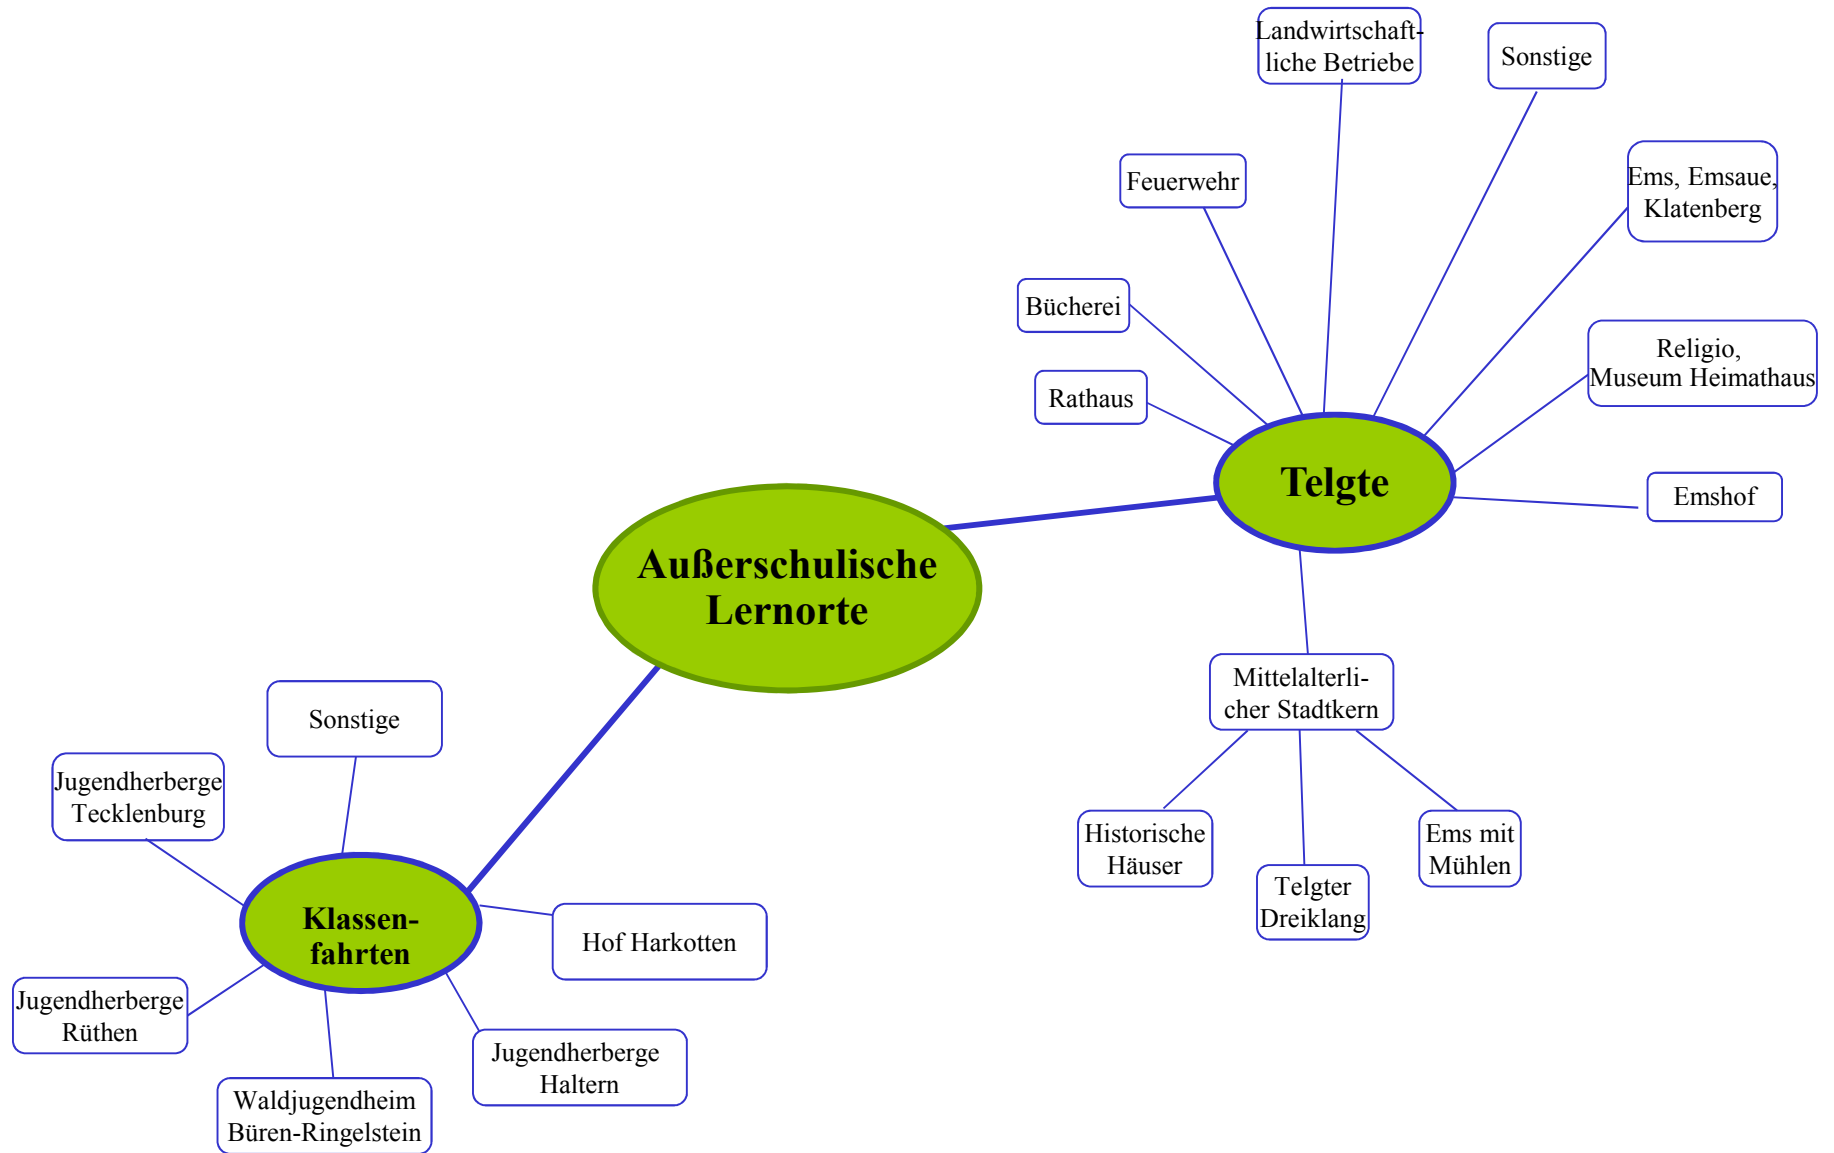 Landwirtschaft-
liche Betriebe
Sonstige
Feuerwehr
Ems, Emsaue,
Klatenberg
Bücherei
Religio,
Museum Heimathaus
Rathaus
Telgte
Emshof
Außerschulische
Lernorte
Mittelalterli-
cher Stadtkern
Historische
Häuser
Telgter
Dreiklang
Ems mit
Mühlen
Sonstige
Jugendherberge
Tecklenburg
Klassen-
fahrten
Hof Harkotten
Jugendherberge
Rüthen
Jugendherberge
Haltern
Waldjugendheim
Büren-Ringelstein